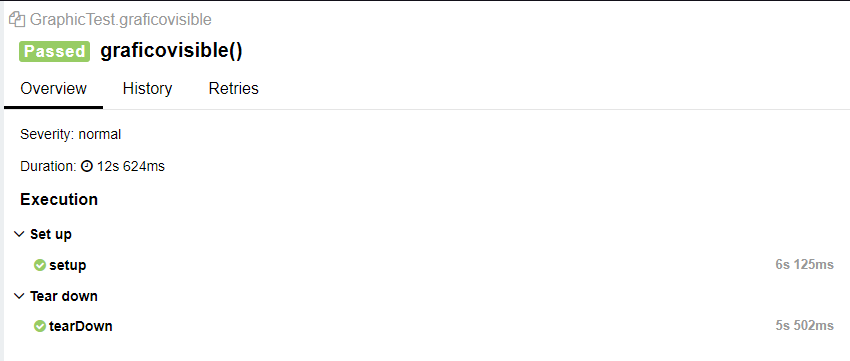 GraphicTest.graficovisible
Passed graficovisible()
Overview History Retries
Severity: normal
Duration: 12s 624ms
Execution
Set up
setup 6s 125ms
Tear down
tearDown 5s 502ms